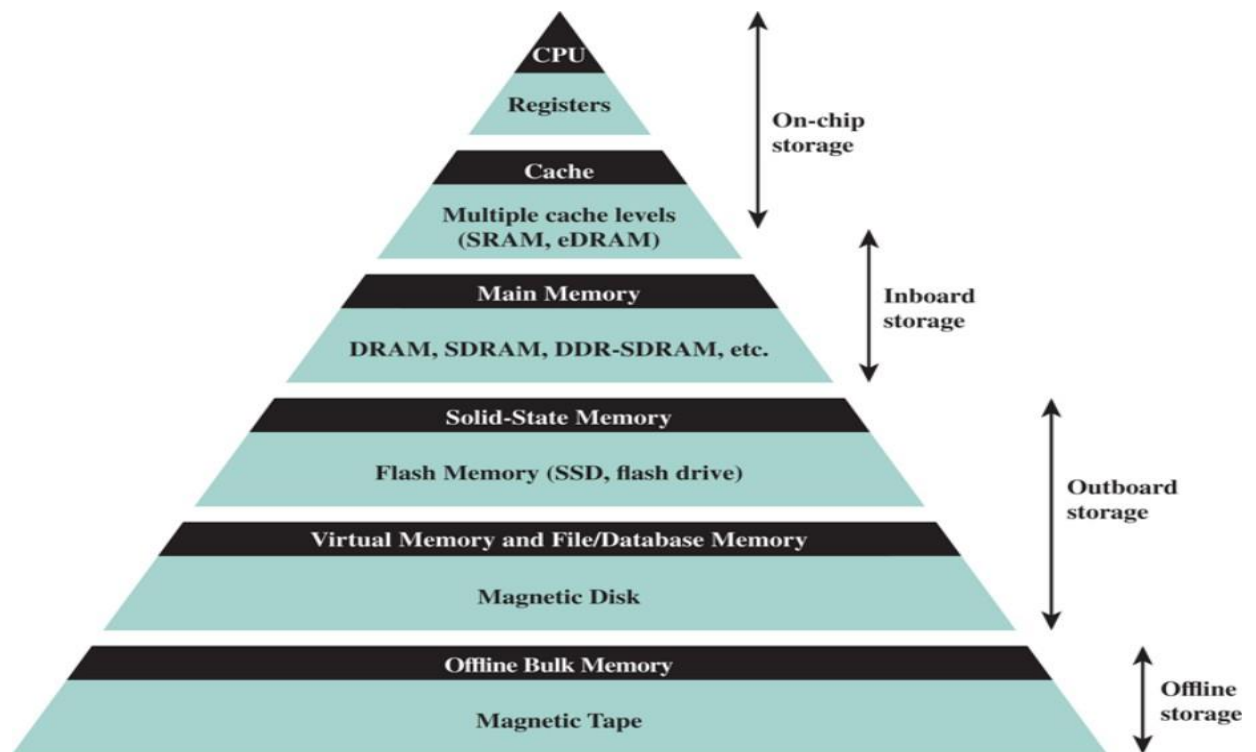 CPU
Registers
On-chip
storage
Cache
Multiple cache levels
(SRAM, eDRAM)
Main Memory
Inboard
storage
DRAM, SDRAM, DDR-SDRAM, etc.
Solid-State Memory
Flash Memory (SSD, flash drive)
Outboard
storage
Virtual Memory and File/Database Memory
Magnetic Disk
Offline Bulk Memory
Magnetic Tape
Offline
storage